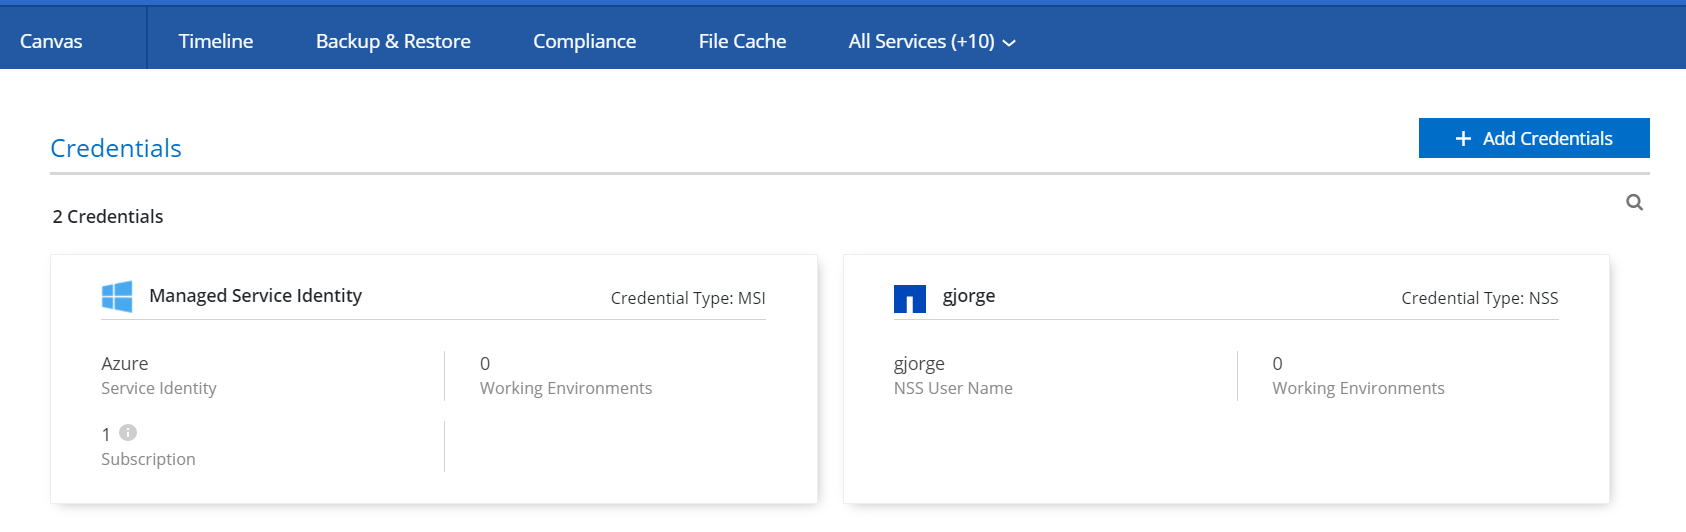 Canvas Timeline Backup & Restore Compliance File Cache All Services (+10)
Credentials
+ Add Credentials
2 Credentials
Managed Service Identity
Credential Type: MSI
Azure
Service Identity
0
Working Environments
1
Subscription
gjorge
Credential Type: NSS
gjorge
NSS User Name
0
Working Environments